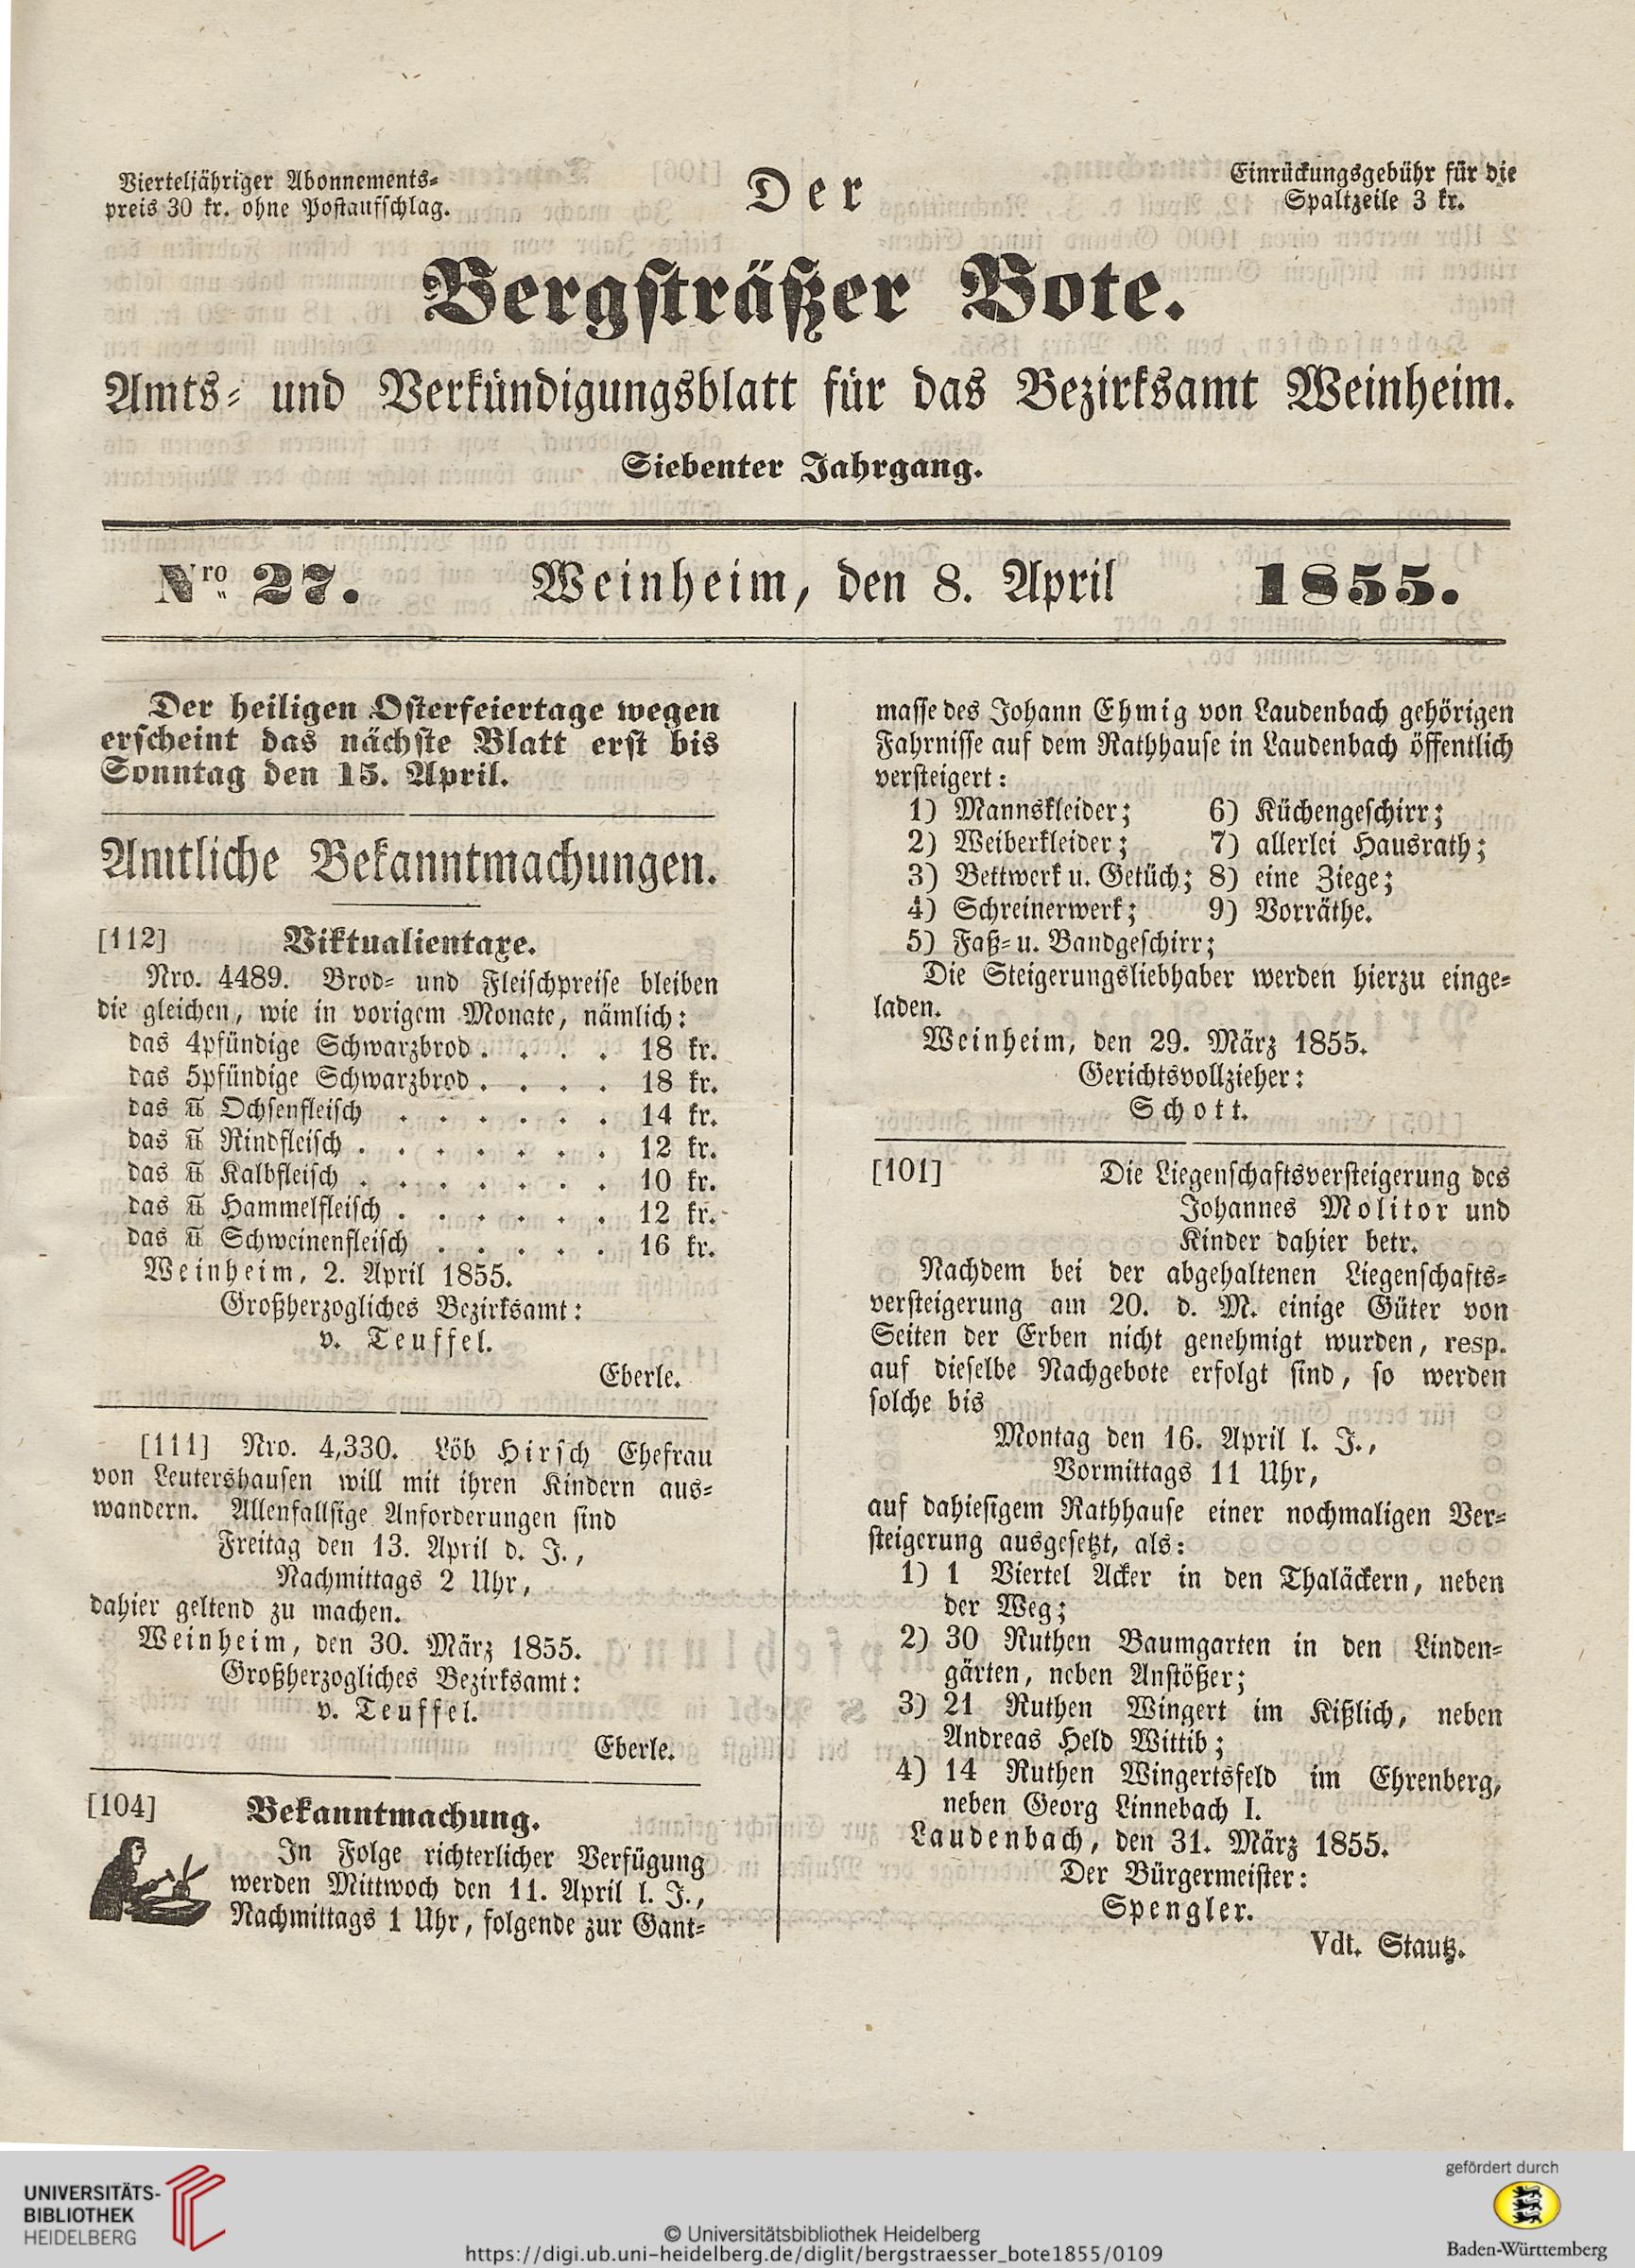 Vierteljähriger Abonnements-
preis 30 kr. ohne Postaufschlag.
Der
Einrückungsgebühr für die
Spaltzeile 3 kr.
Bergsträßer Bote.
Amts- und Verkündigungsblatt für das Bezirksamt Weinheim.
Siebenter Jahrgang.
Nro. 27. Weinheim, den 8. April 1855.
Der heiligen Osterfeiertage wegen
erscheint das nächste Blatt erst bis
Sonntag den 15. April.
Amtliche Bekanntmachungen.
[112] Viktualientaxe.
Nro. 4489. Brod- und Fleischpreise bleiben
die gleichen, wie in vorigem Monate, nämlich:
das 4pfündige Schwarzbrod . . . . 18 kr.
das 5pfündige Schwarzbrod . . . . 18 kr.
das ℔ Ochsenfleisch . . . . . . 14 kr.
das ℔ Rindfleisch . . . . . . . 12 kr.
das ℔ Kalbfleisch . . . . . . . 10 kr.
das ℔ Hammelfleisch . . . . . . 12 kr.
das ℔ Schweinenfleisch . . . . . 16 kr.
Weinheim, 2. April 1855.
Großherzogliches Bezirksamt:
v. Teuffel.
Eberle.
[111] Nro. 4,330. Löb Hirsch Ehefrau
von Leutershausen will mit ihren Kindern aus-
wandern. Allenfallsige Anforderungen sind
Freitag den 13. April d. J.,
Nachmittags 2 Uhr,
dahier geltend zu machen.
Weinheim, den 30. März 1855.
Großherzogliches Bezirksamt:
v. Teuffel.
Eberle.
[104] Bekanntmachung.
In Folge richterlicher Verfügung
werden Mittwoch den 11. April l. J.,
Nachmittags 1 Uhr, folgende zur Gant-
masse des Johann Ehmig von Laudenbach gehörigen
Fahrnisse auf dem Rathhause in Laudenbach öffentlich
versteigert:
1) Mannskleider; 6) Küchengeschirr;
2) Weiberkleider; 7) allerlei Hausrath;
3) Bettwerk u. Getüch; 8) eine Ziege;
4) Schreinerwerk; 9) Vorräthe.
5) Faß- u. Bandgeschirr;
Die Steigerungsliebhaber werden hierzu einge-
laden.
Weinheim, den 29. März 1855.
Gerichtsvollzieher:
Schott.
[101] Die Liegenschaftsversteigerung des
Johannes Molitor und
Kinder dahier betr.
Nachdem bei der abgehaltenen Liegenschafts-
versteigerung am 20. d. M. einige Güter von
Seiten der Erben nicht genehmigt wurden, resp.
auf dieselbe Nachgebote erfolgt sind, so werden
solche bis
Montag den 16. April l. J.,
Vormittags 11 Uhr,
auf dahiesigem Rathhause einer nochmaligen Ver-
steigerung ausgesetzt, als:
1) 1 Viertel Acker in den Thaläckern, neben
der Weg;
2) 30 Ruthen Baumgarten in den Linden-
gärten, neben Anstößer;
3) 21 Ruthen Wingert im Kißlich, neben
Andreas Held Wittib;
4) 14 Ruthen Wingertsfeld im Ehrenberg,
neben Georg Linnebach I.
Laudenbach, den 31. März 1855.
Der Bürgermeister:
Spengler.
Vdt. Stautz.
UNIVERSITÄTS-
BIBLIOTHEK
HEIDELBERG
© Universitätsbibliothek Heidelberg
https://digi.ub.uni-heidelberg.de/diglit/bergstraesser_bote1855/0109
gefördert durch
Baden-Württemberg